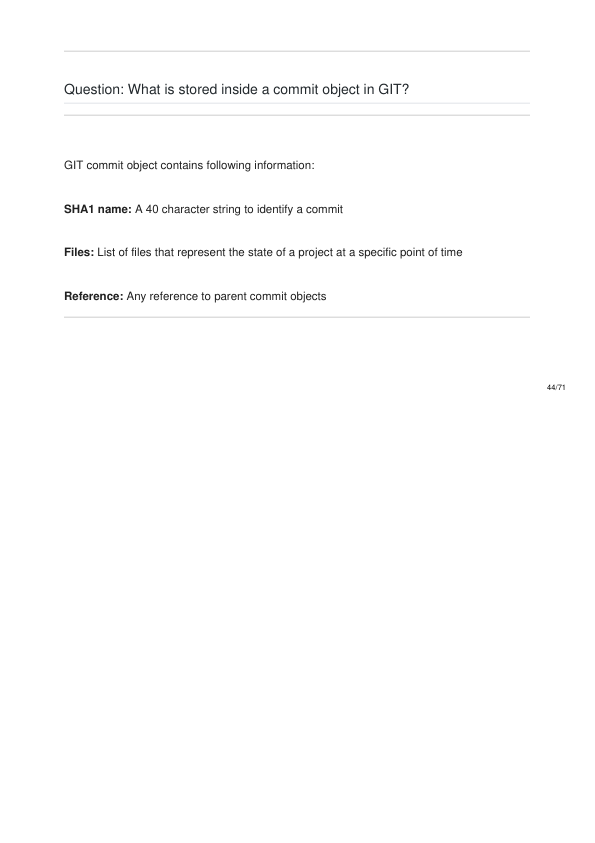 Question: What is stored inside a commit object in GIT?
GIT commit object contains following information:
SHA1 name: A 40 character string to identify a commit
Files: List of files that represent the state of a project at a specific point of time
Reference: Any reference to parent commit objects
44/71